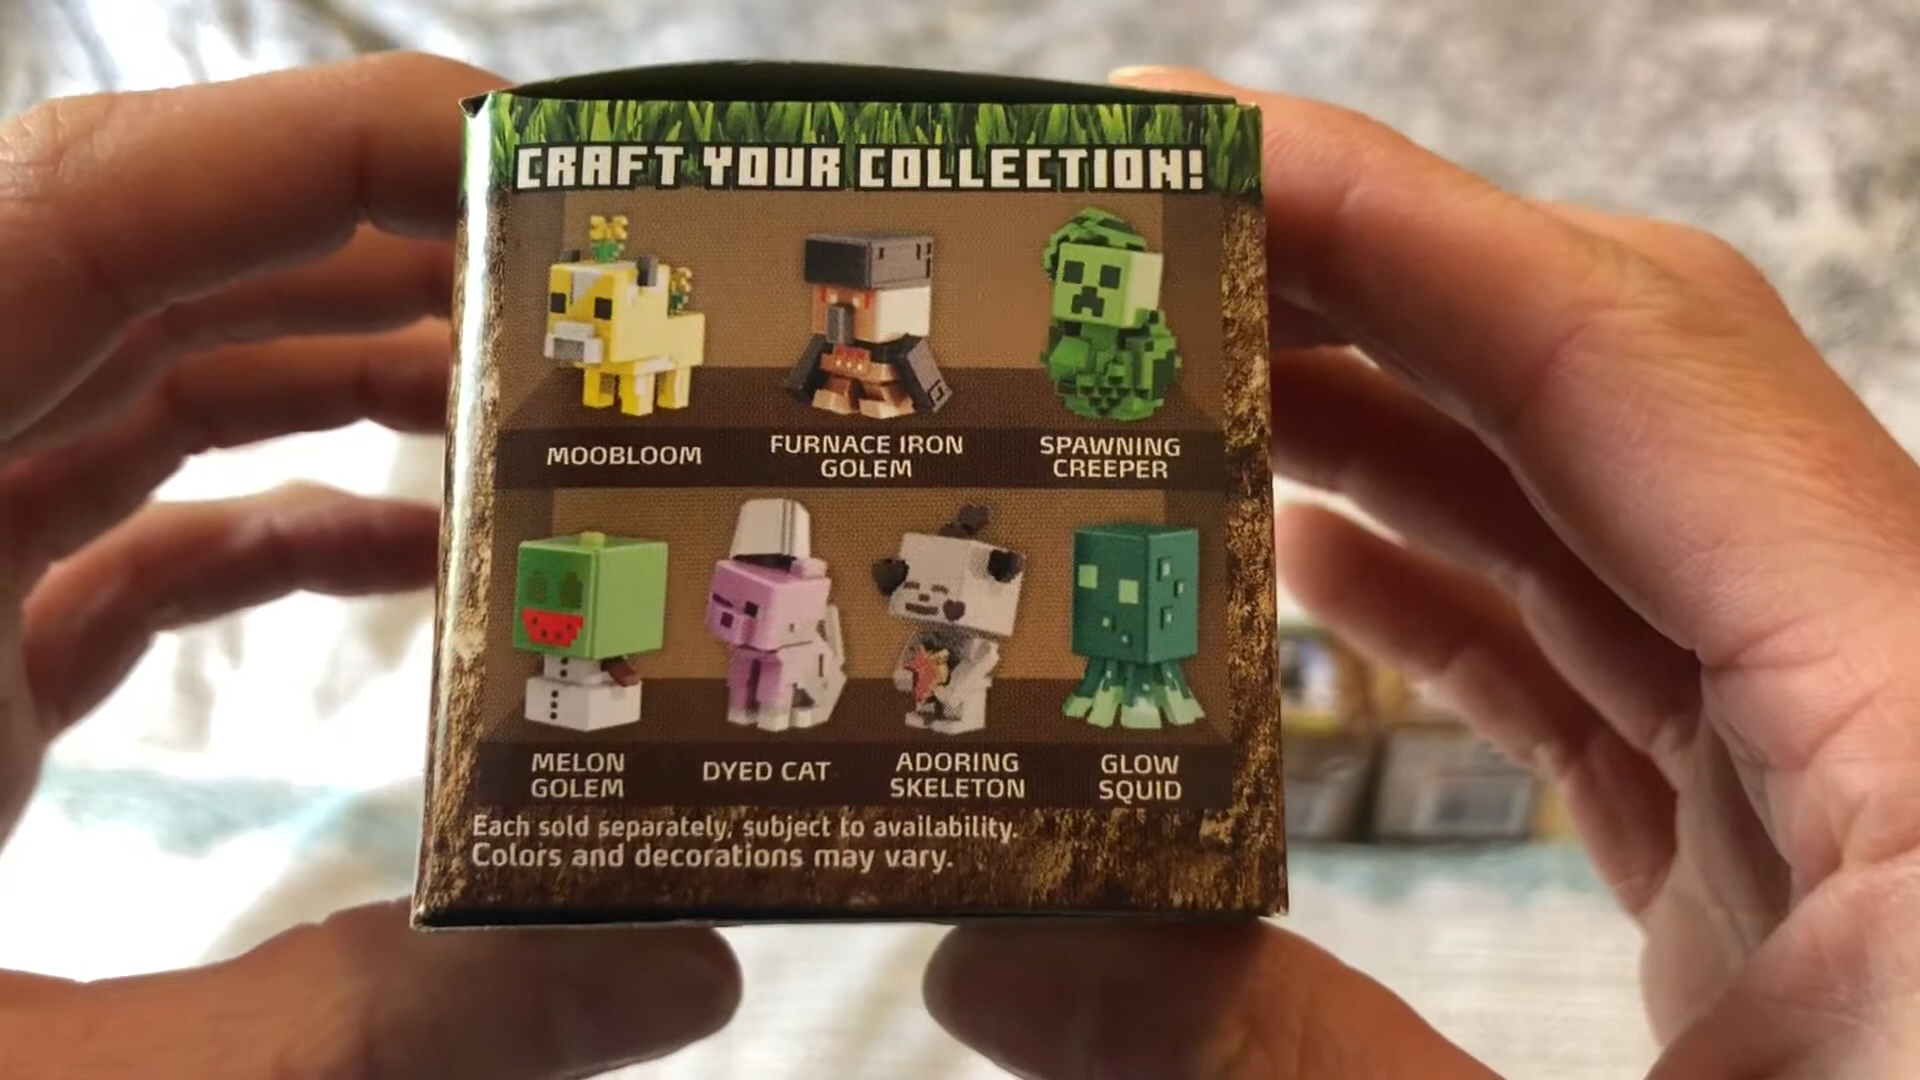 CRAFT YOUR COLLECTION!
MOOBLOOM
FURNACE IRON
GOLEM
SPAWNING
CREEPER
MELON
GOLEM
DYED CAT
ADORING
SKELETON
GLOW
SQUID
Each sold separately, subject to availability.
Colors and decorations may vary.